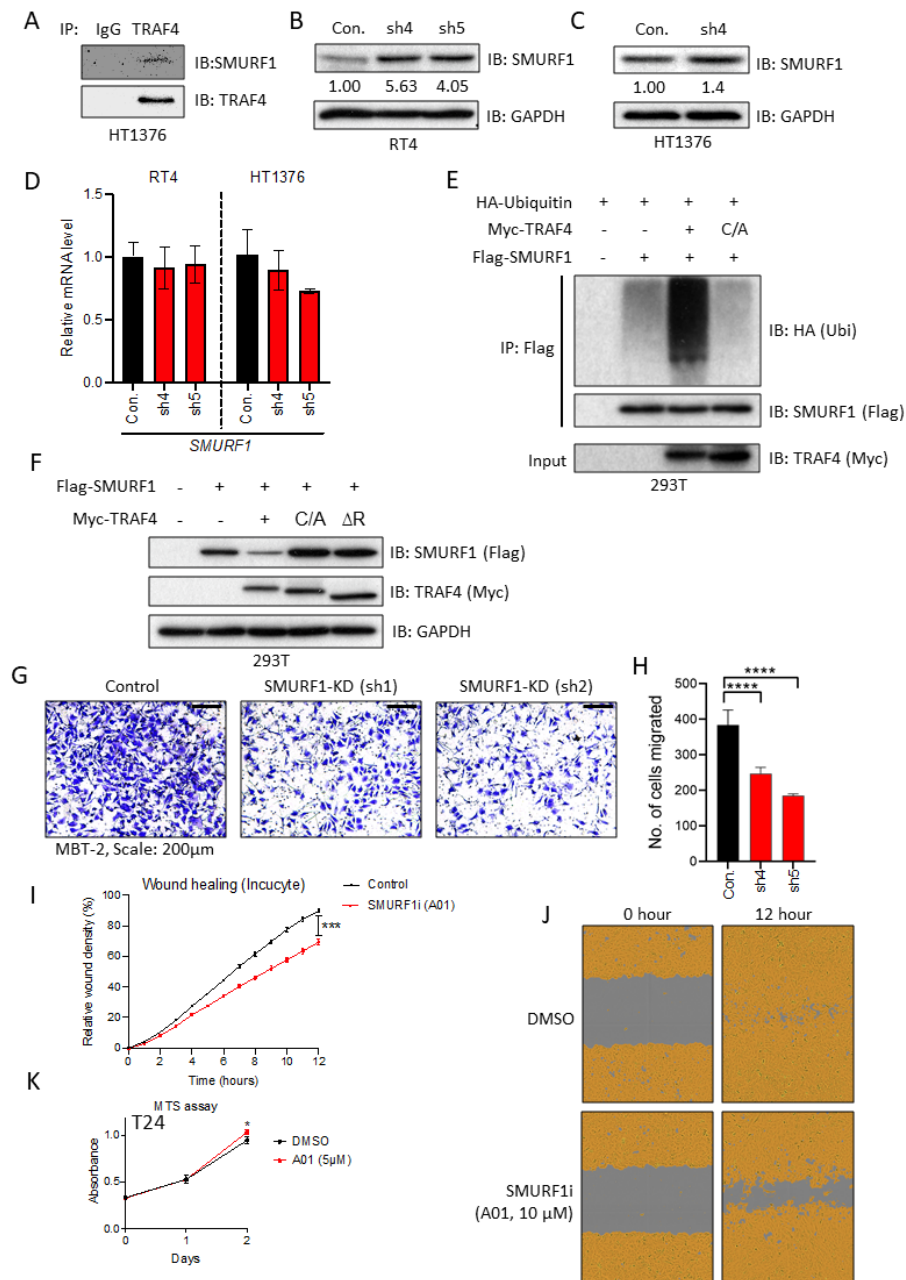 A
IP: IgG TRAF4
IB:SMURF1
IB: TRAF4
HT1376
B
Con. sh4 sh5
IB: SMURF1
1.00 5.63 4.05
IB: GAPDH
RT4
C
Con. sh4
IB: SMURF1
1.00 1.4
IB: GAPDH
HT1376
D
RT4 HT1376
Relative mRNA level
1.5
1.0
0.5
0.0
Con. sh4 sh5 Con. sh4 sh5
SMURF1
E
HA-Ubiquitin + + + +
Myc-TRAF4 - - + C/A
Flag-SMURF1 - + + +
IP: Flag
IB: HA (Ubi)
IB: SMURF1 (Flag)
Input
IB: TRAF4 (Myc)
293T
F
Flag-SMURF1 - + + + +
Myc-TRAF4 - - + C/A ΔR
IB: SMURF1 (Flag)
IB: TRAF4 (Myc)
IB: GAPDH
293T
G
Control SMURF1-KD (sh1) SMURF1-KD (sh2)
MBT-2, Scale: 200µm
H
No. of cells migrated
500
400
300
200
100
0
****
****
Con. sh4 sh5
I
Wound healing (Incucyte)
Control
SMURF1i (A01)
Relative wound density (%)
100
80
60
40
20
0
***
0 2 4 6 8 10 12
Time (hours)
J
0 hour 12 hour
DMSO
SMURF1i
(A01, 10 µM)
K
MTS assay
T24
DMSO
A01 (5µM)
Absorbance
1.0
0.5
0.0
*
0 1 2
Days